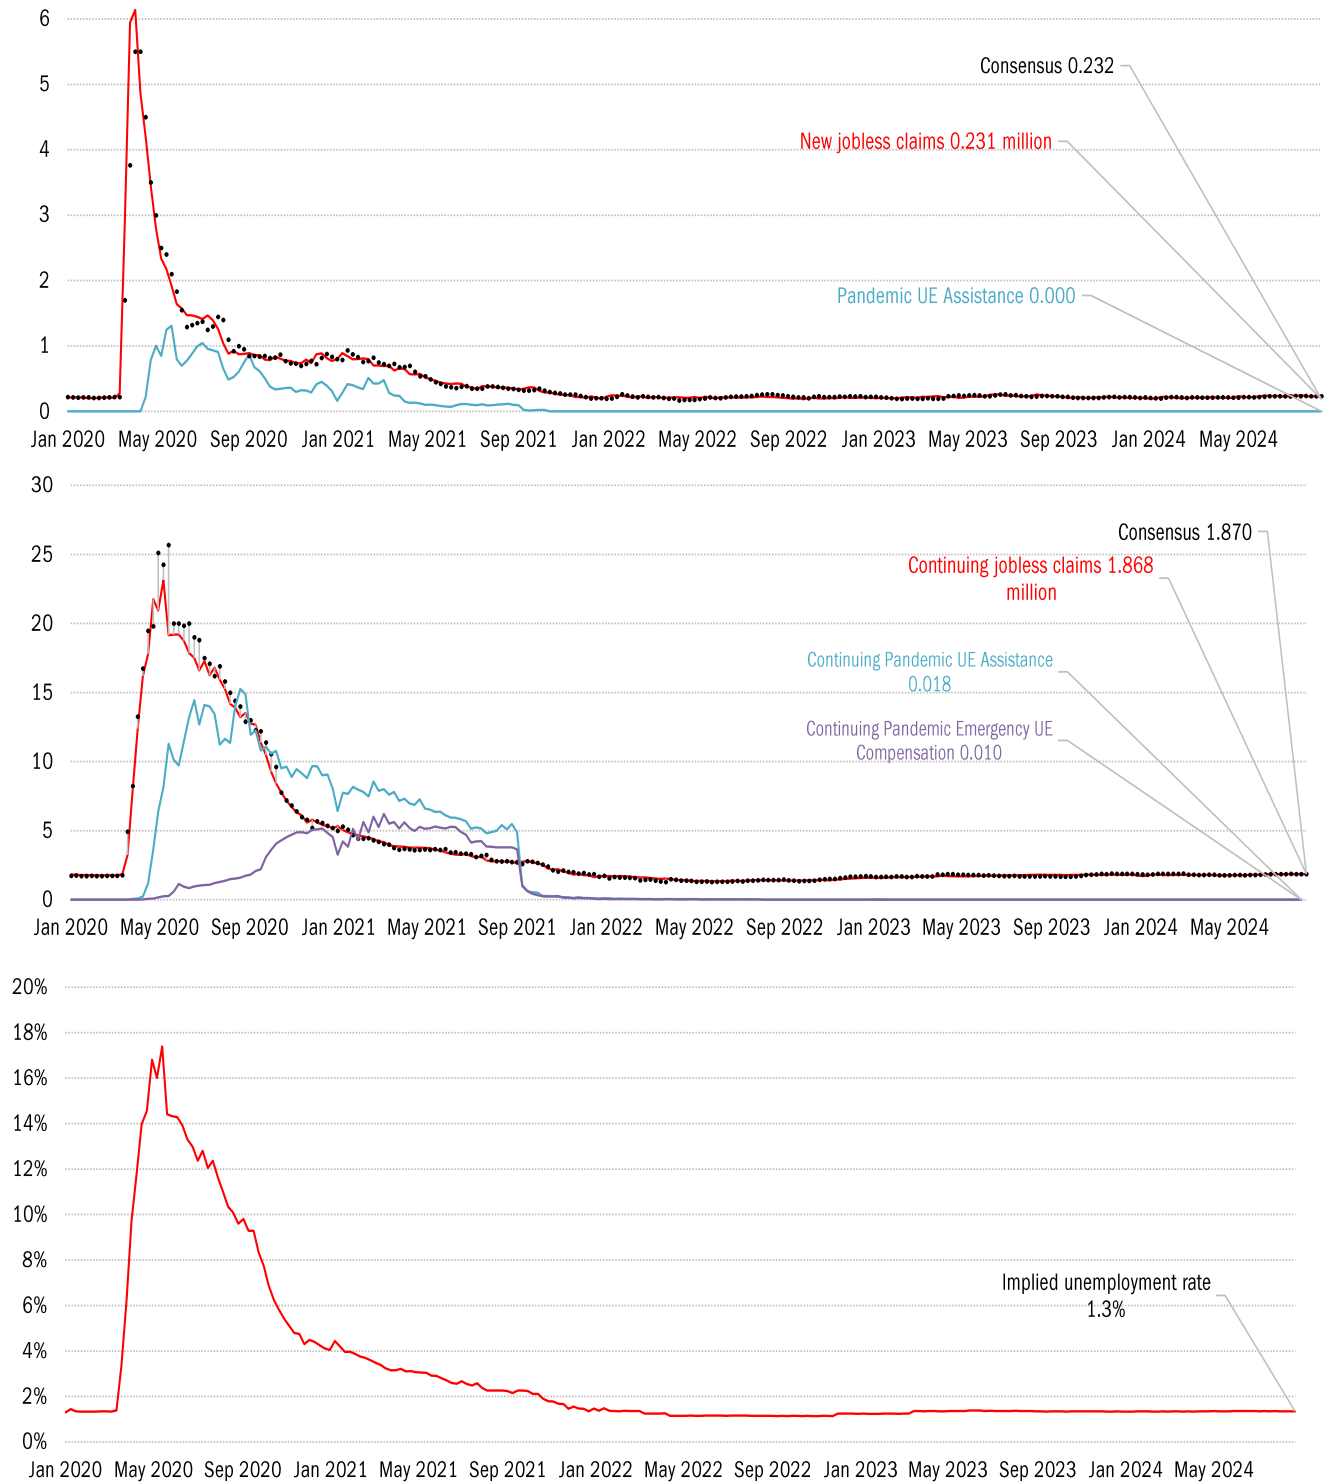 6
5
4
3
2
1
0
Consensus 0.232
New jobless claims 0.231 million
Pandemic UE Assistance 0.000
Jan 2020 May 2020 Sep 2020 Jan 2021 May 2021 Sep 2021 Jan 2022 May 2022 Sep 2022 Jan 2023 May 2023 Sep 2023 Jan 2024 May 2024
30
25
20
15
10
5
0
Consensus 1.870
Continuing jobless claims 1.868
million
Continuing Pandemic UE Assistance
0.018
Continuing Pandemic Emergency UE
Compensation 0.010
Jan 2020 May 2020 Sep 2020 Jan 2021 May 2021 Sep 2021 Jan 2022 May 2022 Sep 2022 Jan 2023 May 2023 Sep 2023 Jan 2024 May 2024
20%
18%
16%
14%
12%
10%
8%
6%
4%
2%
0%
Implied unemployment rate
1.3%
Jan 2020 May 2020 Sep 2020 Jan 2021 May 2021 Sep 2021 Jan 2022 May 2022 Sep 2022 Jan 2023 May 2023 Sep 2023 Jan 2024 May 2024